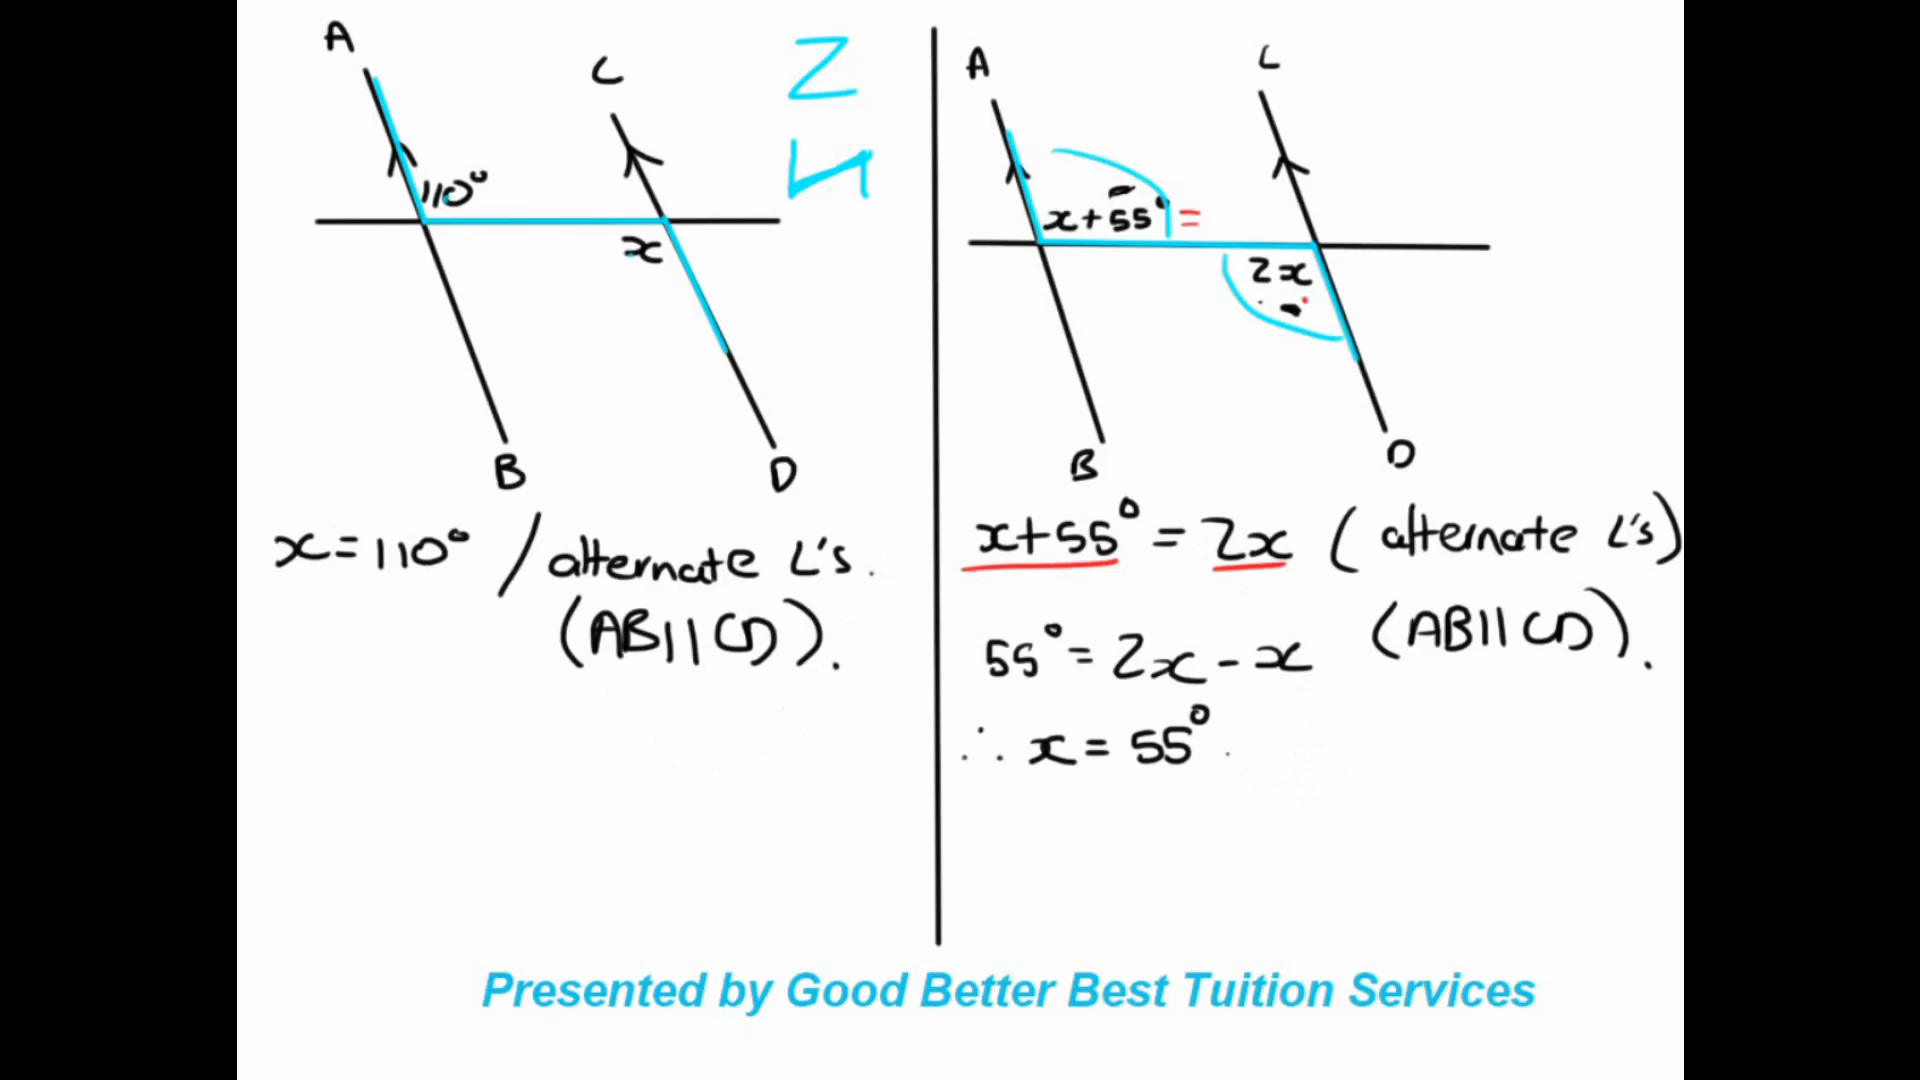 A
C
Z
110°
x
B
D
x = 110° / alternate L's.
(AB||CD).
A
C
x+55° =
2x
B
D
x+55° = 2x (alternate L's)
(AB||CD).
55° = 2x - x
∴ x = 55°
Presented by Good Better Best Tuition Services